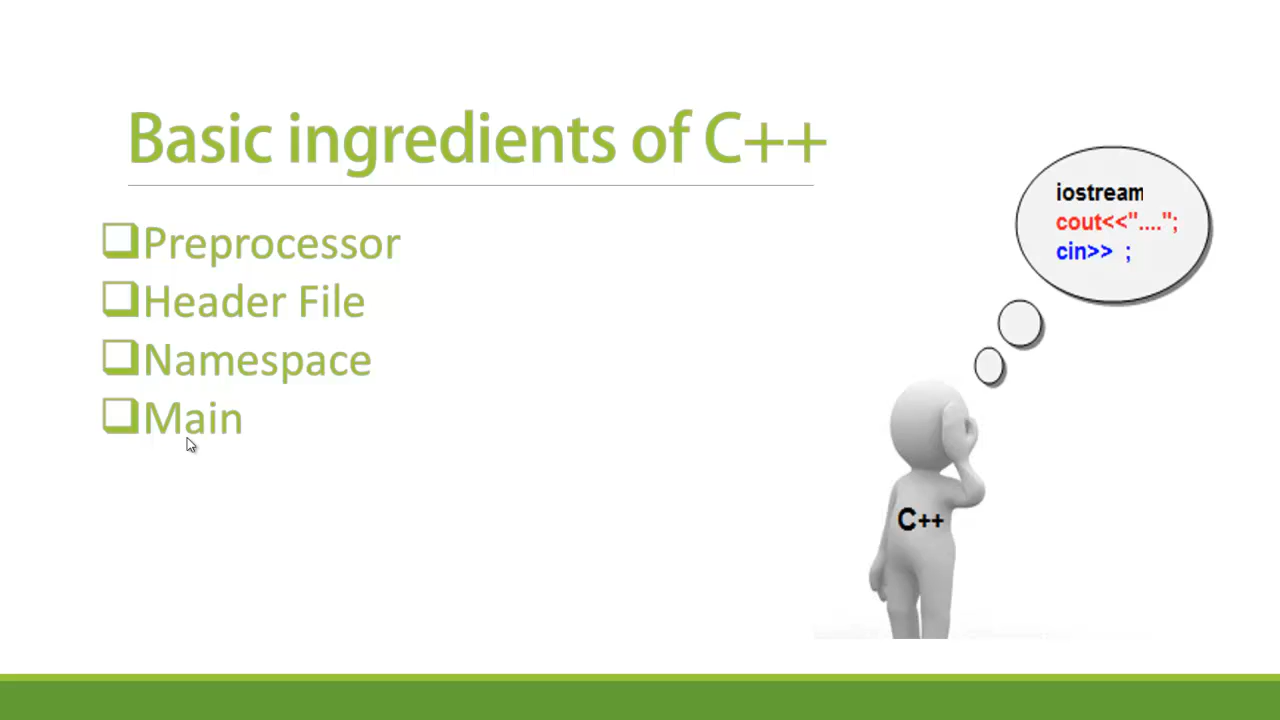 Basic ingredients of C++
Preprocessor
Header File
Namespace
Main
iostream
cout<<"....";
cin>> ;
C++